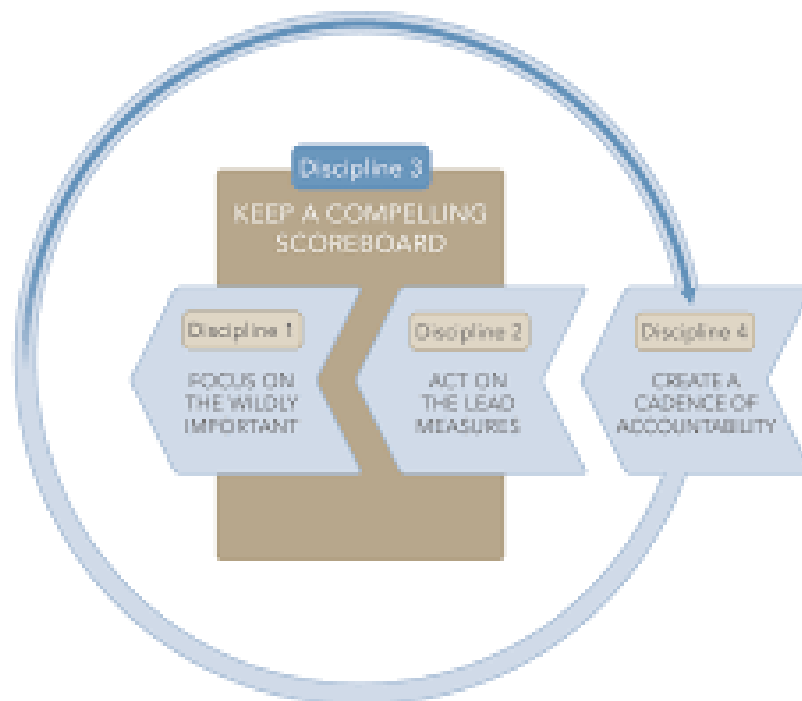 Discipline 3
KEEP A COMPELLING
SCOREBOARD
Discipline 1
FOCUS ON
THE WILDLY
IMPORTANT
Discipline 2
ACT ON
THE LEAD
MEASURES
Discipline 4
CREATE A
CADENCE OF
ACCOUNTABILITY